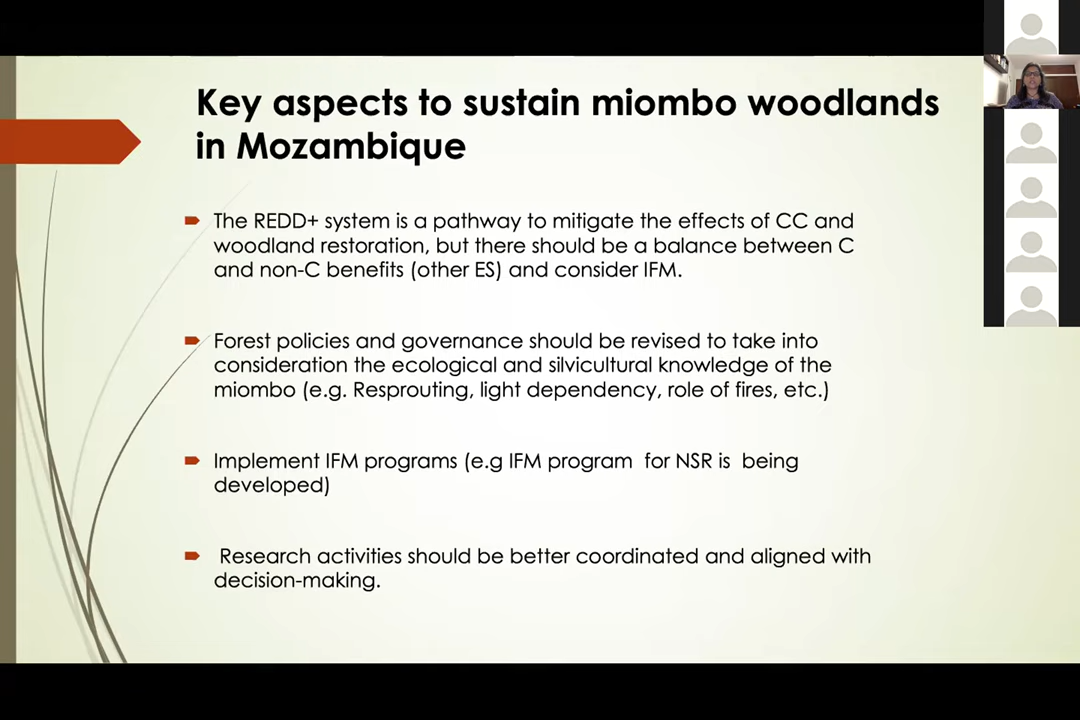 Key aspects to sustain miombo woodlands
in Mozambique
The REDD+ system is a pathway to mitigate the effects of CC and
woodland restoration, but there should be a balance between C
and non-C benefits (other ES) and consider IFM.
Forest policies and governance should be revised to take into
consideration the ecological and silvicultural knowledge of the
miombo (e.g. Resprouting, light dependency, role of fires, etc.)
Implement IFM programs (e.g IFM program for NSR is being
developed)
Research activities should be better coordinated and aligned with
decision-making.